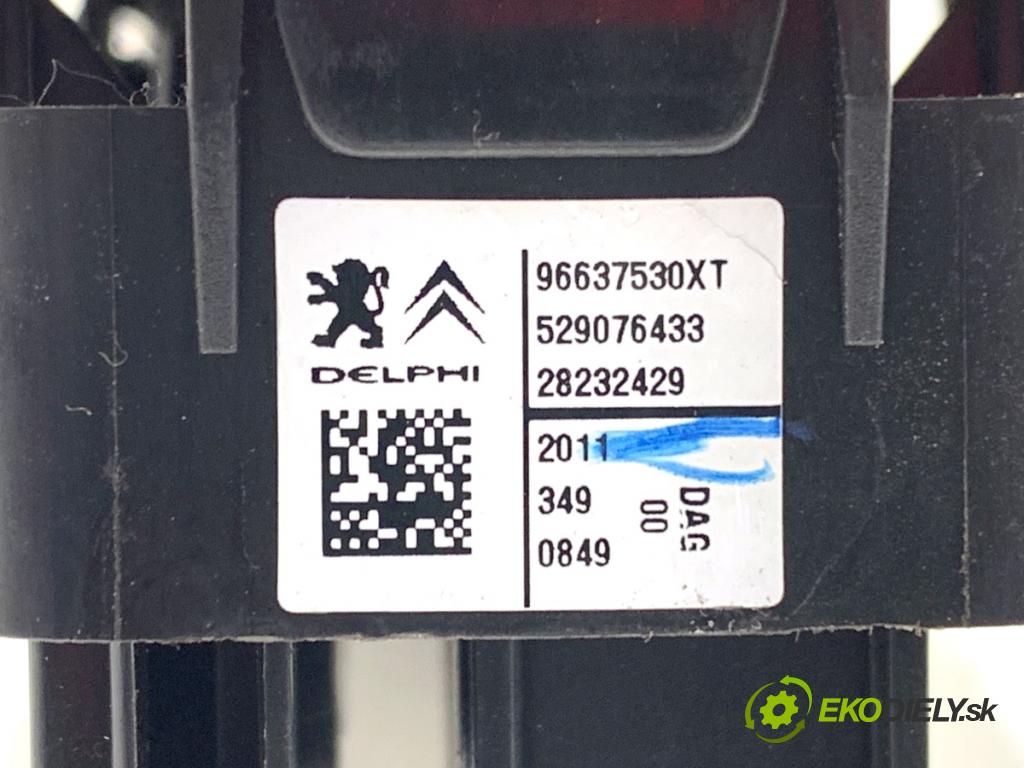 96637530XT
529076433
28232429
DELPHI
2011
349
0849
DAG
00
EKODIELY.sk